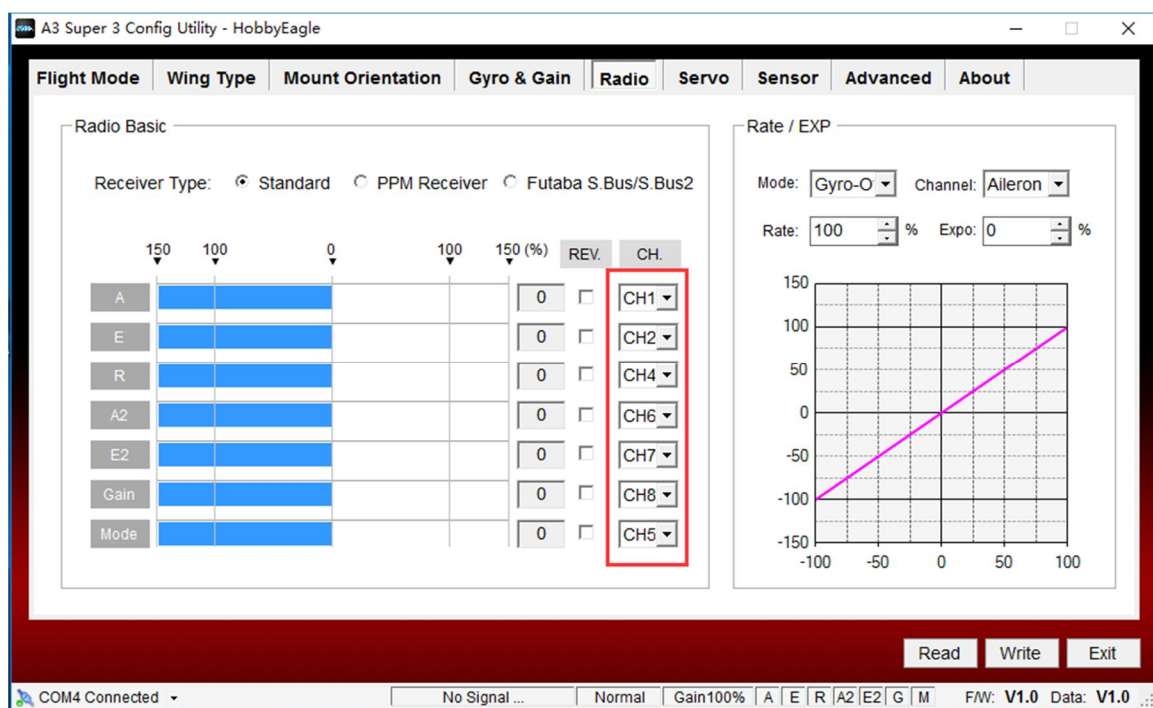 A3 Super 3 Config Utility - HobbyEagle
Flight Mode Wing Type Mount Orientation Gyro & Gain Radio Servo Sensor Advanced About
Radio Basic
Receiver Type: Standard PPM Receiver Futaba S.Bus/S.Bus2
150 100 0 100 150 (%) REV. CH.
A 0 CH1
E 0 CH2
R 0 CH4
A2 0 CH6
E2 0 CH7
Gain 0 CH8
Mode 0 CH5
Rate / EXP
Mode: Gyro-O Channel: Aileron
Rate: 100 % Expo: 0 %
150
100
50
0
-50
-100
-150
-100 -50 0 50 100
Read Write Exit
COM4 Connected No Signal ... Normal Gain100% A E R A2 E2 G M F/W: V1.0 Data: V1.0